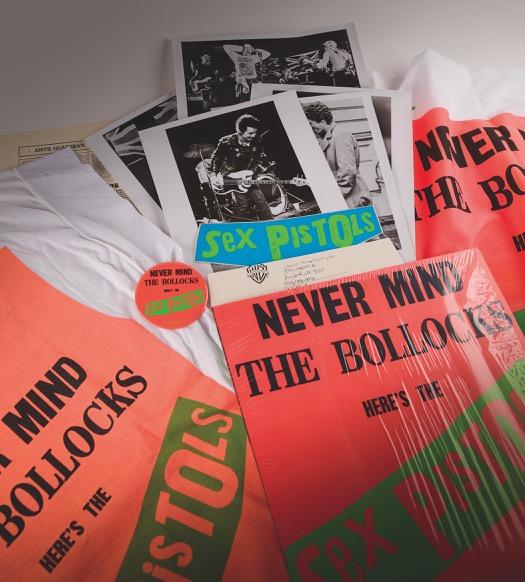 ARTS GUARDIAN
Sex PISTOLS
NEVER MIND
THE BOLLOCKS
HERE'S THE
Sex PISTOLS
NEVER
THE BO
HE
NEVER MIND
THE BOLLOCKS
HERE'S THE
Sex PISTOLS
MIND
BOLLOCKS
HERE'S THE
PISTOLS